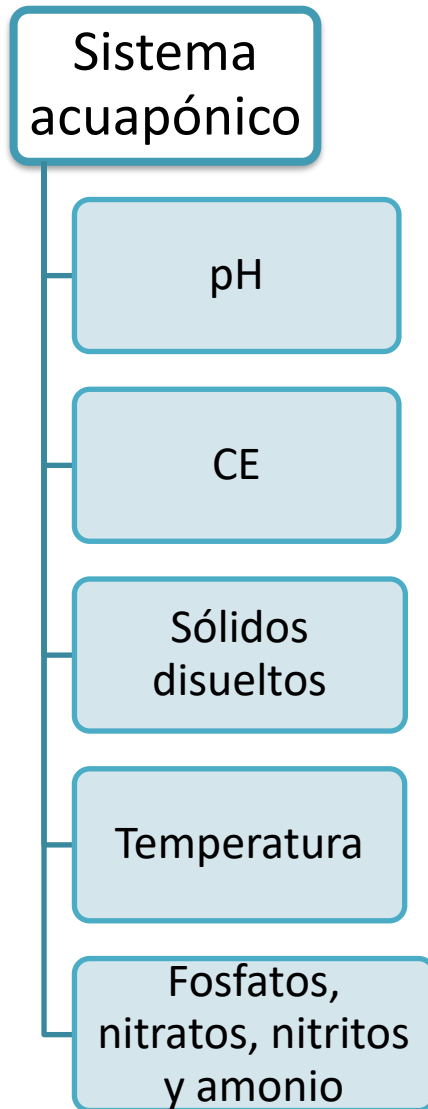 Sistema
acuapónico
pH
CE
Sólidos
disueltos
Temperatura
Fosfatos,
nitratos, nitritos
y amonio